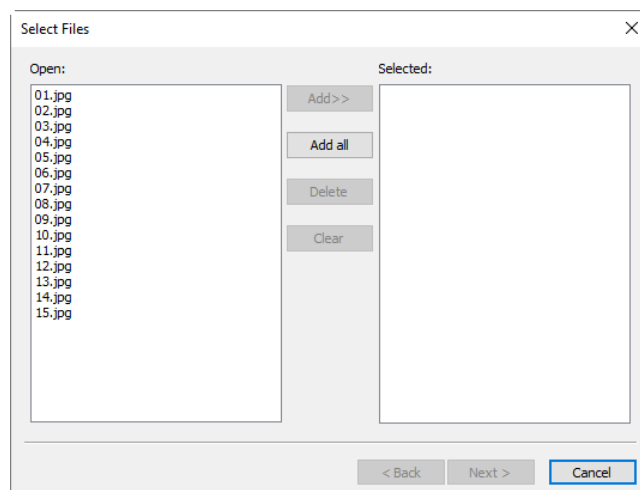 Select Files
Open:
Selected:
01.jpg
02.jpg
03.jpg
04.jpg
05.jpg
06.jpg
07.jpg
08.jpg
09.jpg
10.jpg
11.jpg
12.jpg
13.jpg
14.jpg
15.jpg
Add>>
Add all
Delete
Clear
< Back
Next >
Cancel